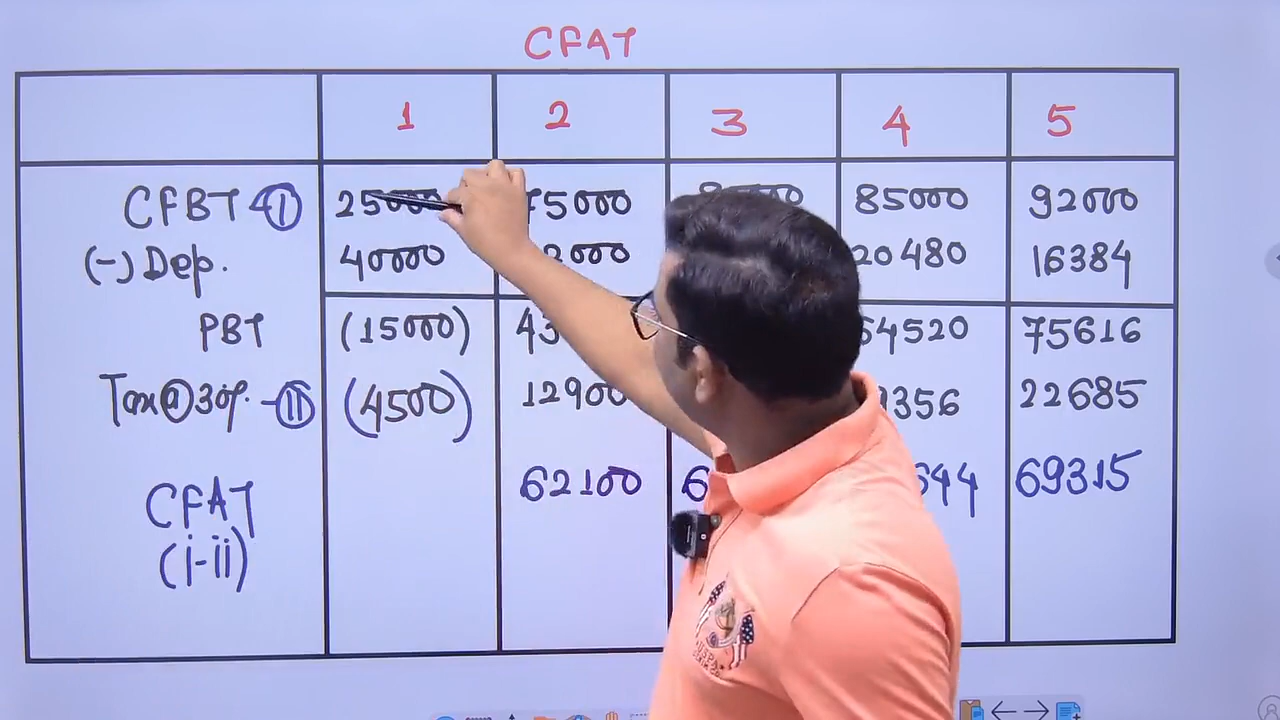 CFAT
1 2 3 4 5
CFBT (I) 25000 75000 85000 92000
(-) Dep. 40000 20480 16384
PBT (15000) 75616
Tax @ 30%. - (II) (4500) 12900 22685
CFAT 62100 69315
(i-ii)